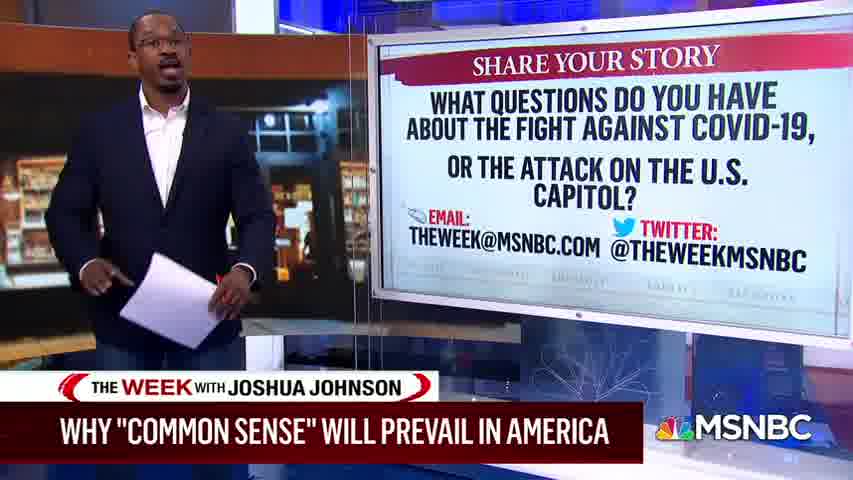 SHARE YOUR STORY
WHAT QUESTIONS DO YOU HAVE
ABOUT THE FIGHT AGAINST COVID-19,
OR THE ATTACK ON THE U.S.
CAPITOL?
EMAIL:
THEWEEK@MSNBC.COM
TWITTER:
@THEWEEKMSNBC
THE WEEK WITH JOSHUA JOHNSON
WHY "COMMON SENSE" WILL PREVAIL IN AMERICA
MSNBC